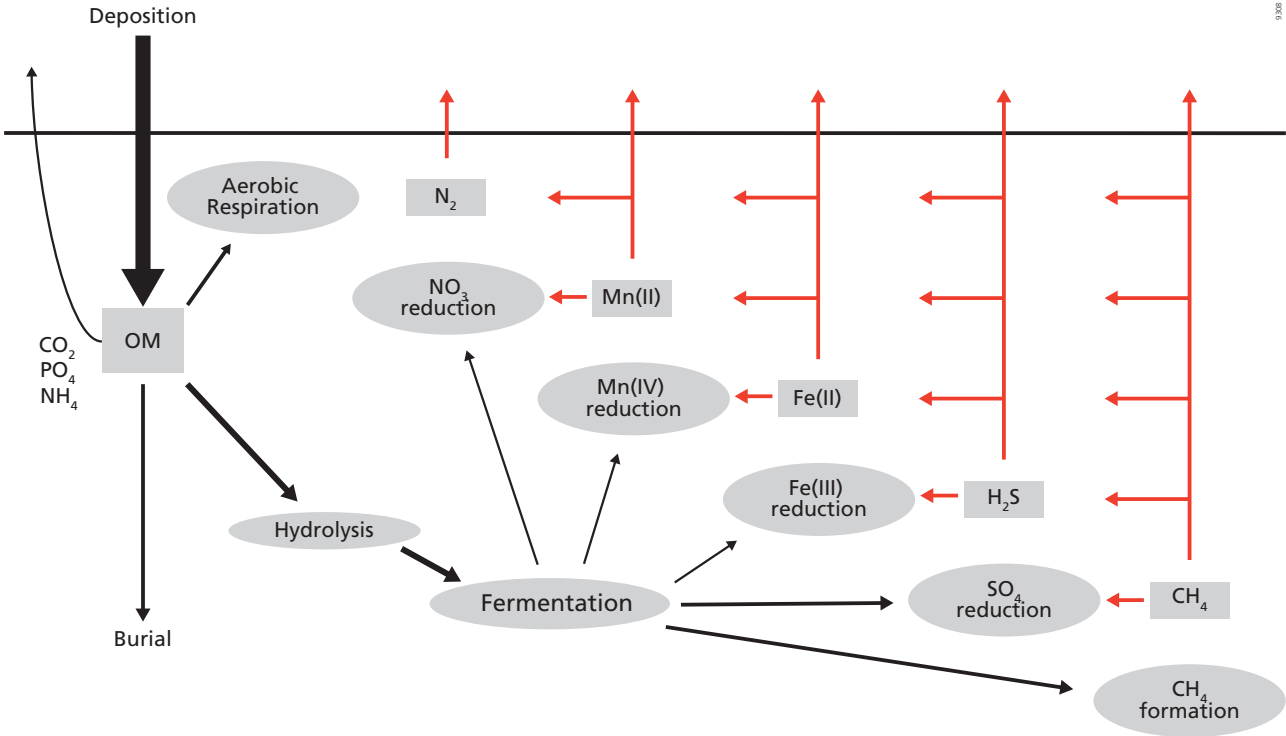 Deposition
9308
Aerobic
Respiration
N₂
NO₃
reduction
Mn(II)
OM
CO₂
PO₄
NH₄
Mn(IV)
reduction
Fe(II)
Fe(III)
reduction
H₂S
Hydrolysis
Fermentation
SO₄
reduction
CH₄
Burial
CH₄
formation